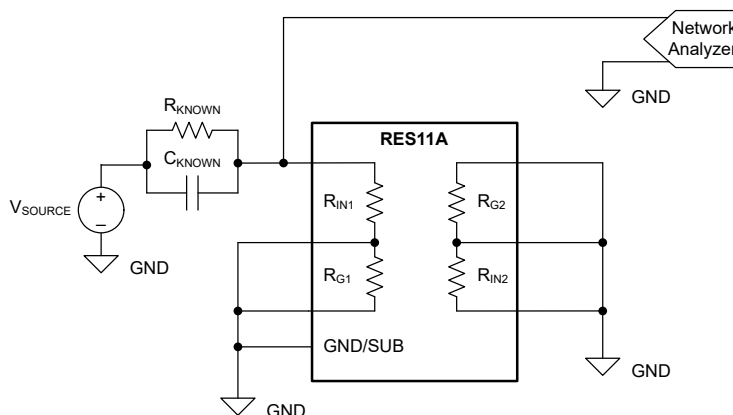 Network
Analyzer
GND
RKNOWN
RES11A
CKNOWN
VSOURCE
+
–
RIN1
RG2
GND
RG1
RIN2
GND/SUB
GND
GND